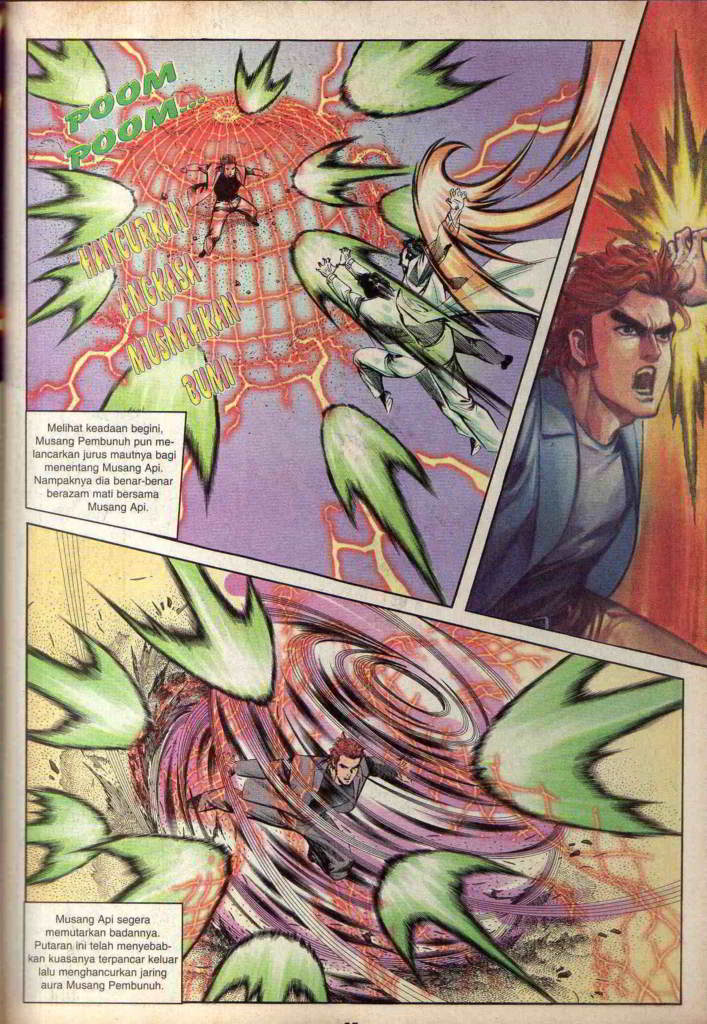 POOM
POOM...
HANCURKAN
ANGKASA
MUSNAHKAN
BUMI
Melihat keadaan begini,
Musang Pembunuh pun me-
lancarkan jurus mautnya bagi
menentang Musang Api.
Nampaknya dia benar-benar
berazam mati bersama
Musang Api.
Musang Api segera
memutarkan badannya.
Putaran ini telah menyebab-
kan kuasanya terpancar keluar
lalu menghancurkan jaring
aura Musang Pembunuh.